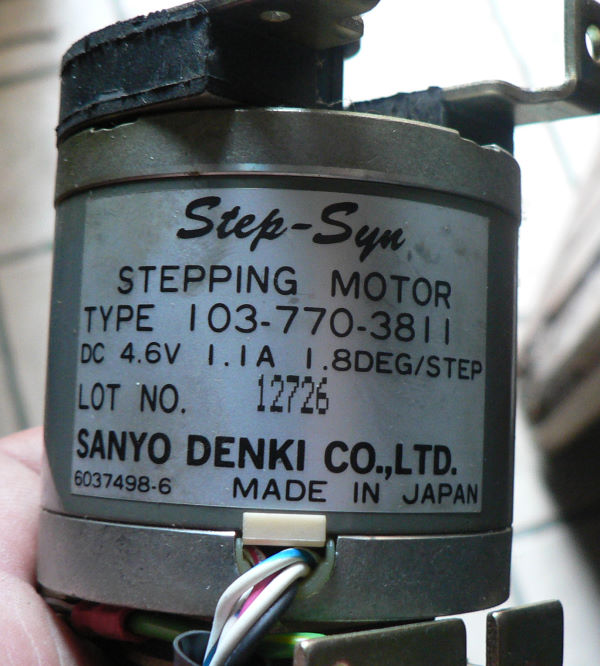 Step-Syn
STEPPING MOTOR
TYPE 103-770-3811
DC 4.6V 1.1A 1.8DEG/STEP
LOT NO. 12726
SANYO DENKI CO.,LTD.
6037498-6 MADE IN JAPAN